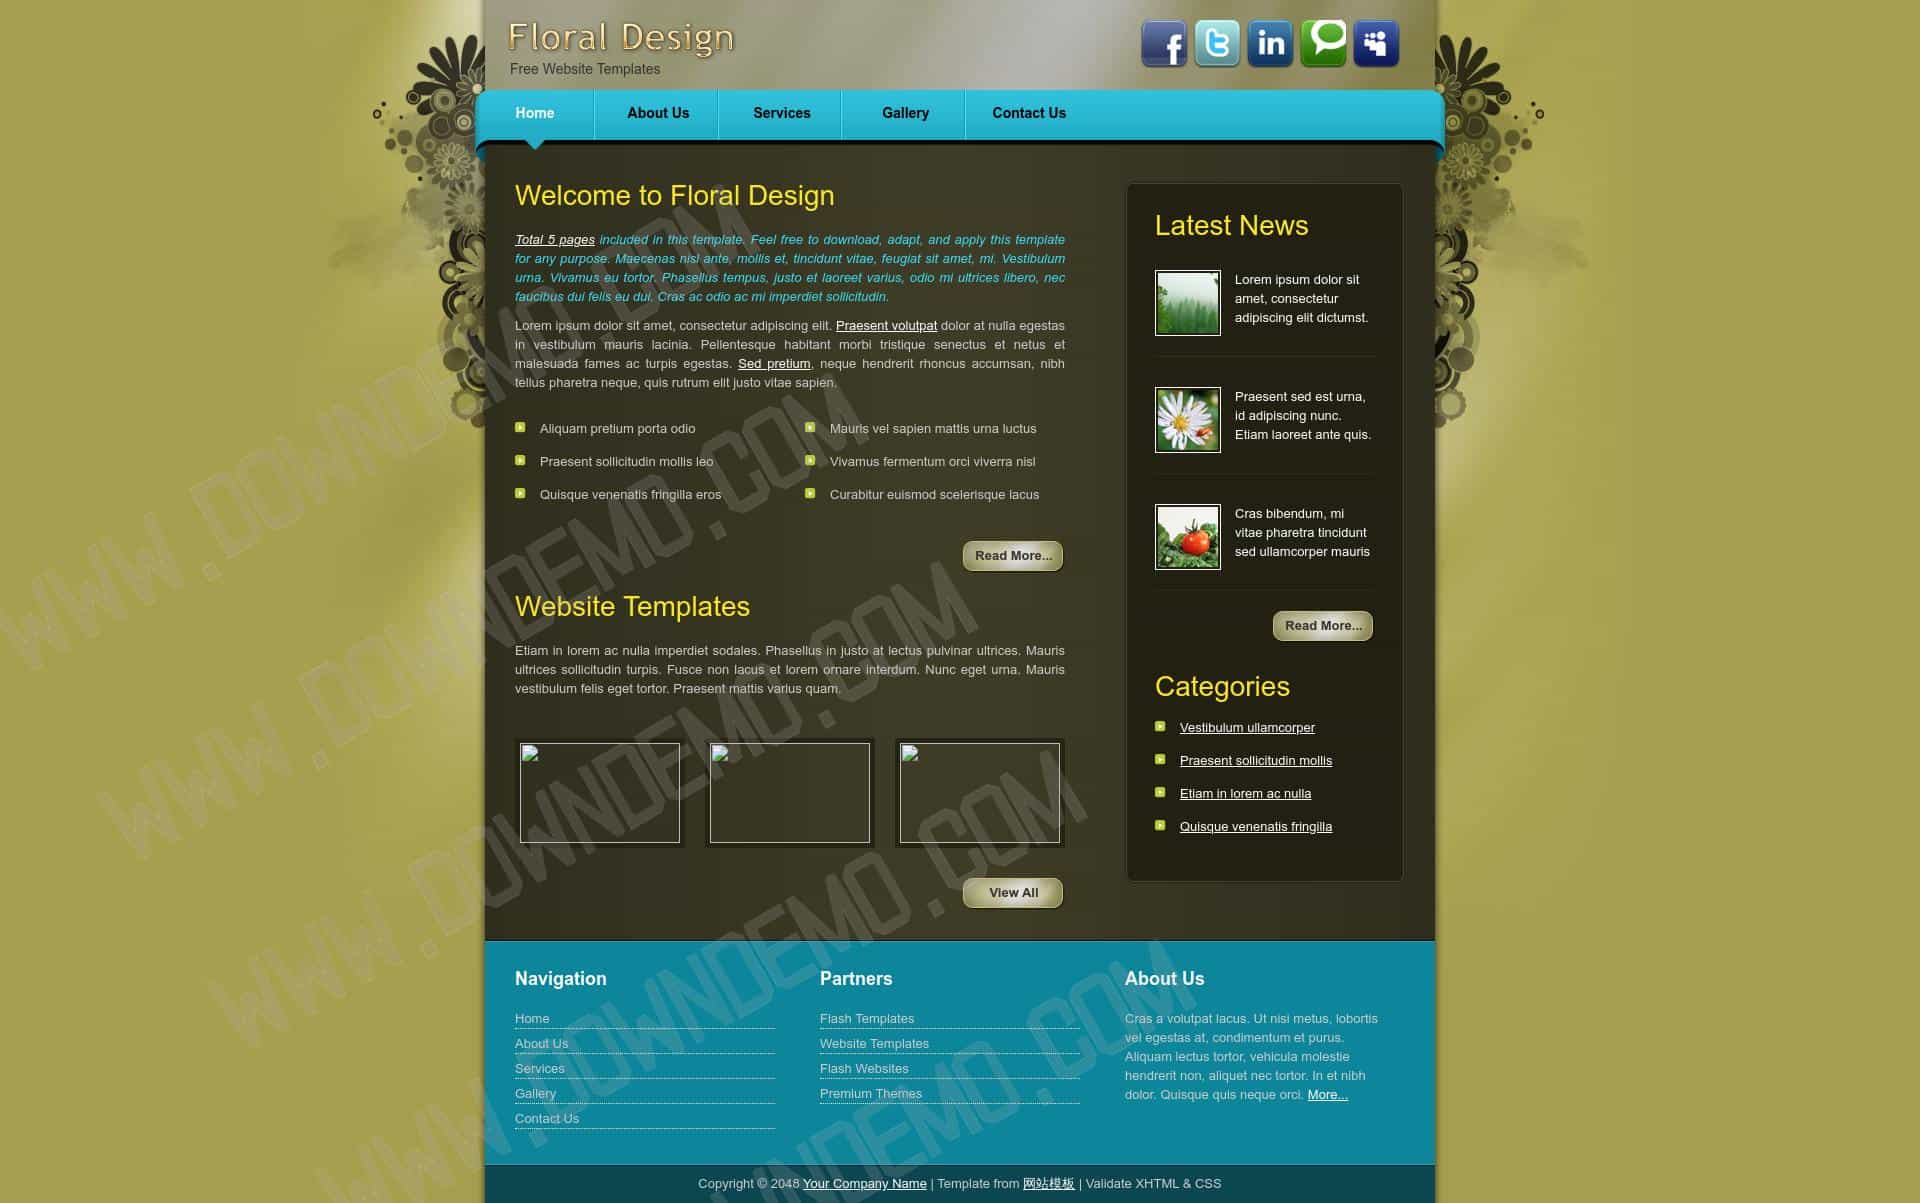 Floral Design
Free Website Templates
Home
About Us
Services
Gallery
Contact Us
Welcome to Floral Design
Total 5 pages included in this template. Feel free to download, adapt, and apply this template
for any purpose. Maecenas nisl ante, mollis et, tincidunt vitae, feugiat sit amet, mi. Vestibulum
urna. Vivamus eu tortor. Phasellus tempus, justo et laoreet varius, odio mi ultrices libero, nec
faucibus dui felis eu dui. Cras ac odio ac mi imperdiet sollicitudin.
Lorem ipsum dolor sit amet, consectetur adipiscing elit. Praesent volutpat dolor at nulla egestas
in vestibulum mauris lacinia. Pellentesque habitant morbi tristique senectus et netus et
malesuada fames ac turpis egestas. Sed pretium, neque hendrerit rhoncus accumsan, nibh
tellus pharetra neque, quis rutrum elit justo vitae sapien.
Aliquam pretium porta odio
Praesent sollicitudin mollis leo
Quisque venenatis fringilla eros
Mauris vel sapien mattis urna luctus
Vivamus fermentum orci viverra nisl
Curabitur euismod scelerisque lacus
Read More...
Website Templates
Etiam in lorem ac nulla imperdiet sodales. Phasellus in justo at lectus pulvinar ultrices. Mauris
ultrices sollicitudin turpis. Fusce non lacus et lorem ornare interdum. Nunc eget urna. Mauris
vestibulum felis eget tortor. Praesent mattis varius quam.
View All
Latest News
Lorem ipsum dolor sit
amet, consectetur
adipiscing elit dictumst.
Praesent sed est urna,
id adipiscing nunc.
Etiam laoreet ante quis.
Cras bibendum, mi
vitae pharetra tincidunt
sed ullamcorper mauris
Read More...
Categories
Vestibulum ullamcorper
Praesent sollicitudin mollis
Etiam in lorem ac nulla
Quisque venenatis fringilla
Navigation
Home
About Us
Services
Gallery
Contact Us
Partners
Flash Templates
Website Templates
Flash Websites
Premium Themes
About Us
Cras a volutpat lacus. Ut nisi metus, lobortis
vel egestas at, condimentum et purus.
Aliquam lectus tortor, vehicula molestie
hendrerit non, aliquet nec tortor. In et nibh
dolor. Quisque quis neque orci. More...
Copyright © 2048 Your Company Name | Template from 网站模板 | Validate XHTML & CSS
WWW.DOWNDEMO.COM
WWW.DOWNDEMO.COM
WWW.DOWNDEMO.COM
WWW.DOWNDEMO.COM
WWW.DOWNDEMO.COM